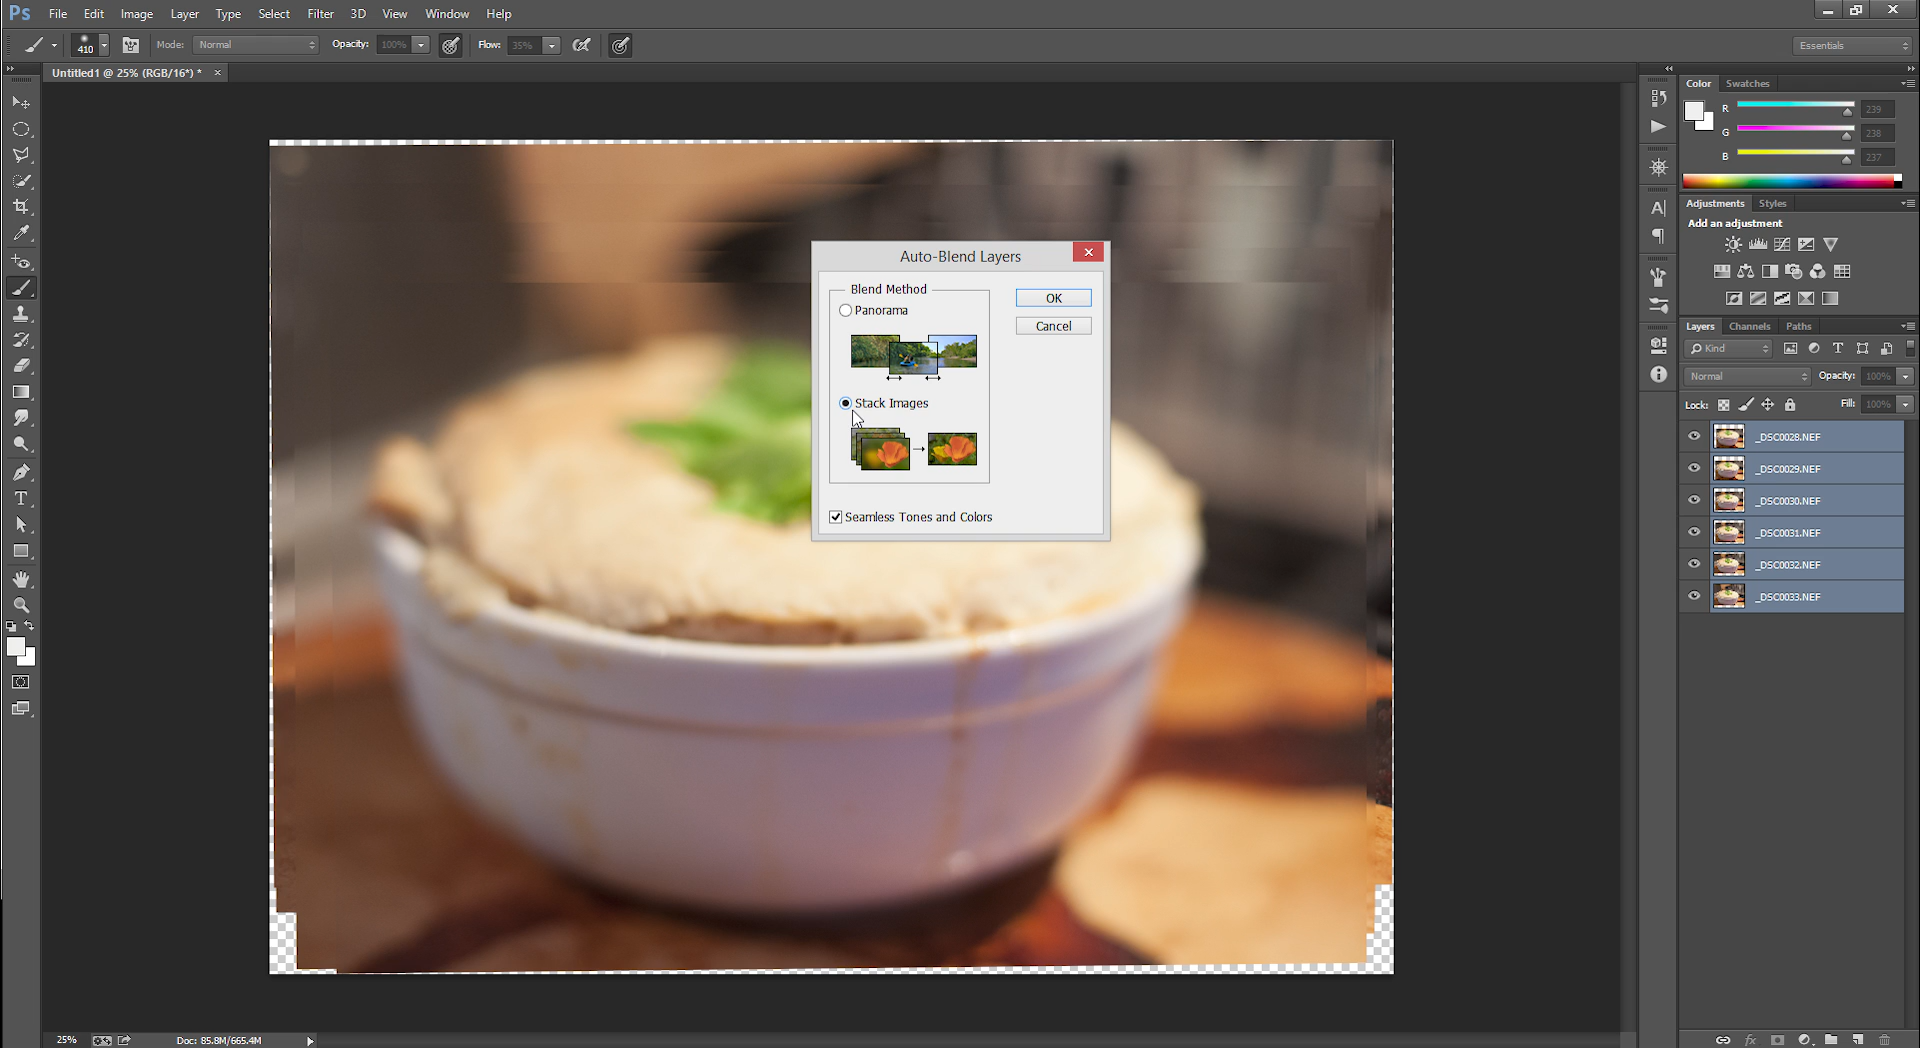 Ps File Edit Image Layer Type Select Filter 3D View Window Help
410 Mode: Normal Opacity: 100% Flow: 35% Essentials
Untitled1 @ 25% (RGB/16*) * ×
Color Swatches
R 239
G 238
B 237
Adjustments Styles
Add an adjustment
Layers Channels Paths
Kind
Normal Opacity: 100%
Lock: Fill: 100%
_DSC0028.NEF
_DSC0029.NEF
_DSC0030.NEF
_DSC0031.NEF
_DSC0032.NEF
_DSC0033.NEF
Auto-Blend Layers
Blend Method
Panorama
Stack Images
Seamless Tones and Colors
OK
Cancel
25% Doc: 85.8M/665.4M